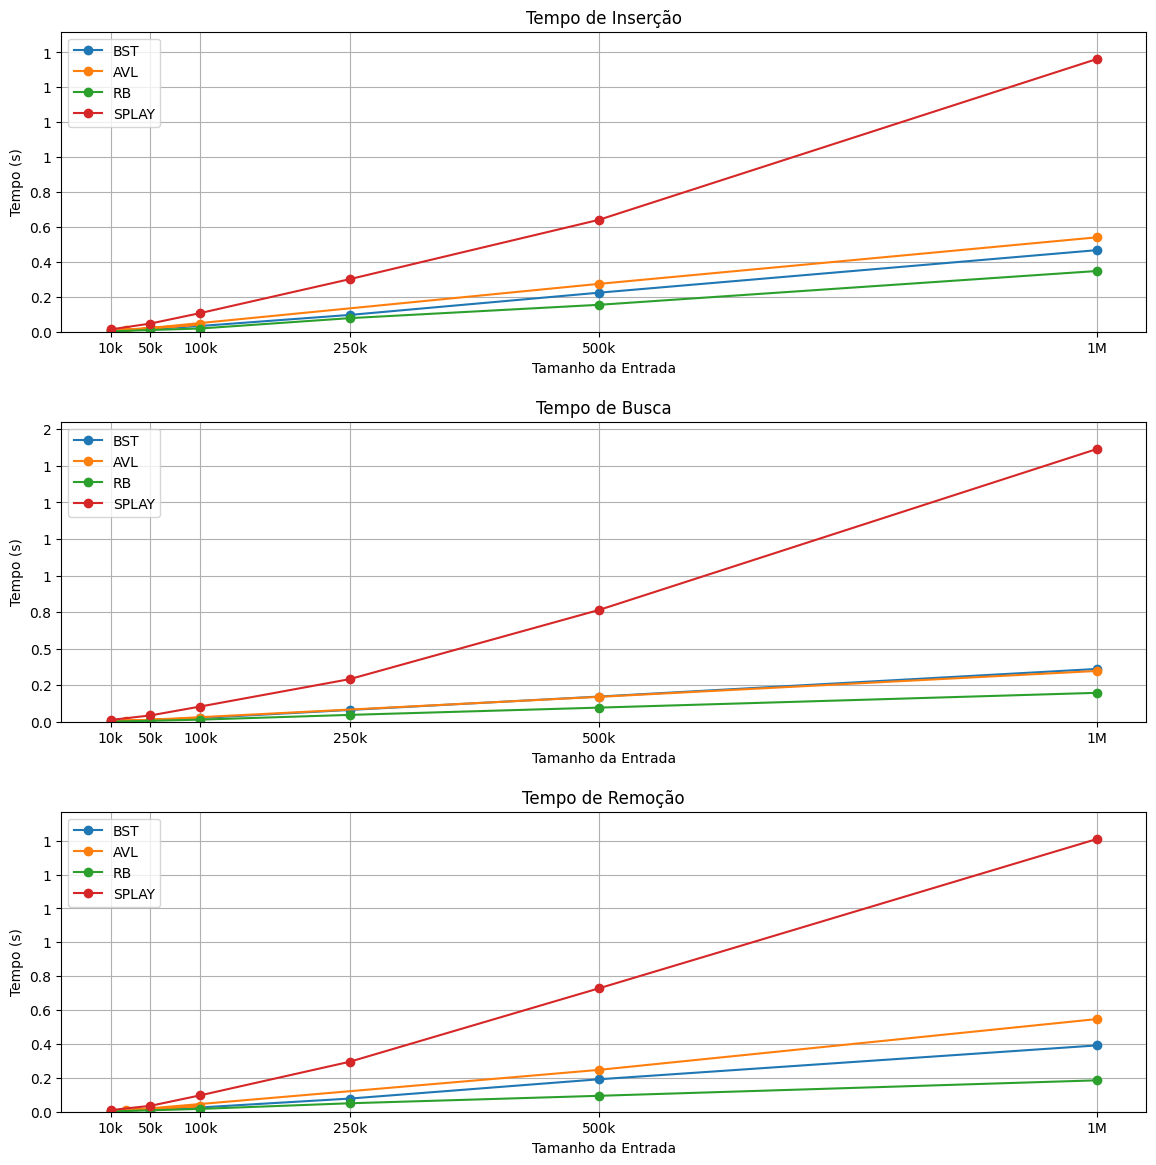 Tempo de Inserção
1
1
1
1
0.8
0.6
0.4
0.2
0.0
Tempo (s)
BST
AVL
RB
SPLAY
10k 50k 100k 250k 500k 1M
Tamanho da Entrada
Tempo de Busca
2
1
1
1
1
0.8
0.5
0.2
0.0
Tempo (s)
BST
AVL
RB
SPLAY
10k 50k 100k 250k 500k 1M
Tamanho da Entrada
Tempo de Remoção
1
1
1
1
0.8
0.6
0.4
0.2
0.0
Tempo (s)
BST
AVL
RB
SPLAY
10k 50k 100k 250k 500k 1M
Tamanho da Entrada